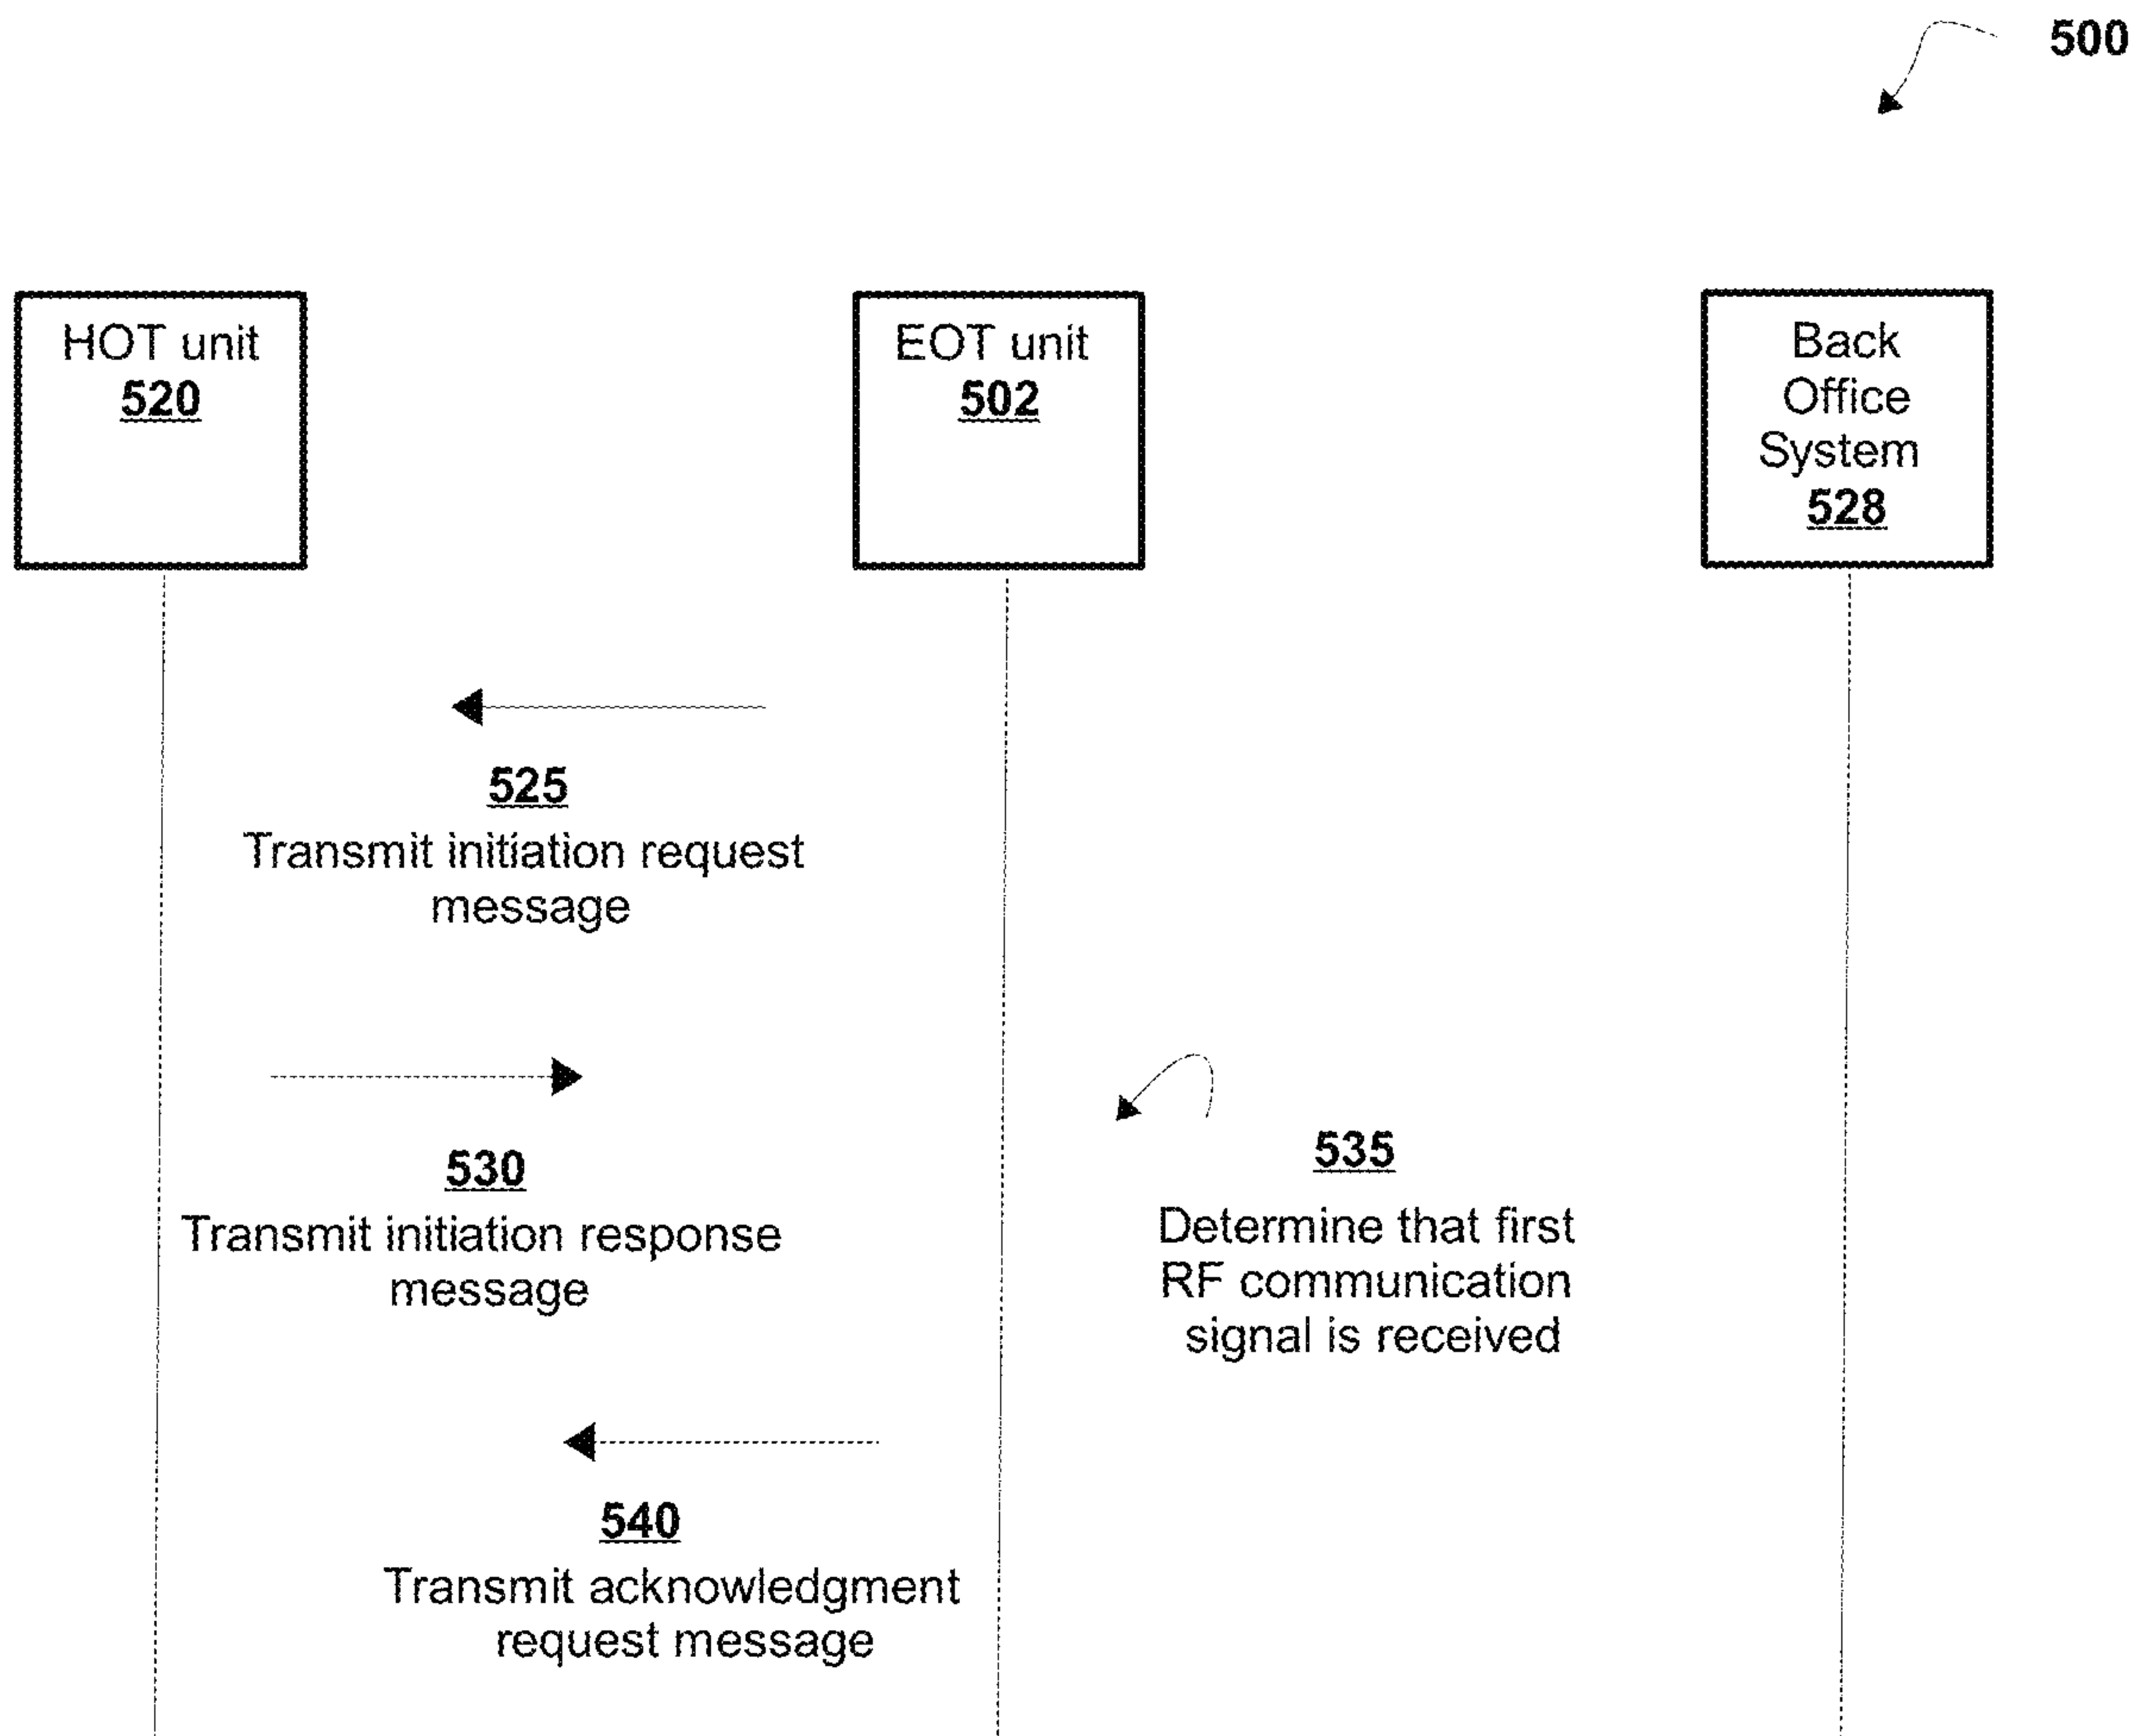 500
HOT unit
520
EOT unit
502
Back
Office
System
528
525
Transmit initiation request
message
530
Transmit initiation response
message
535
Determine that first
RF communication
signal is received
540
Transmit acknowledgment
request message